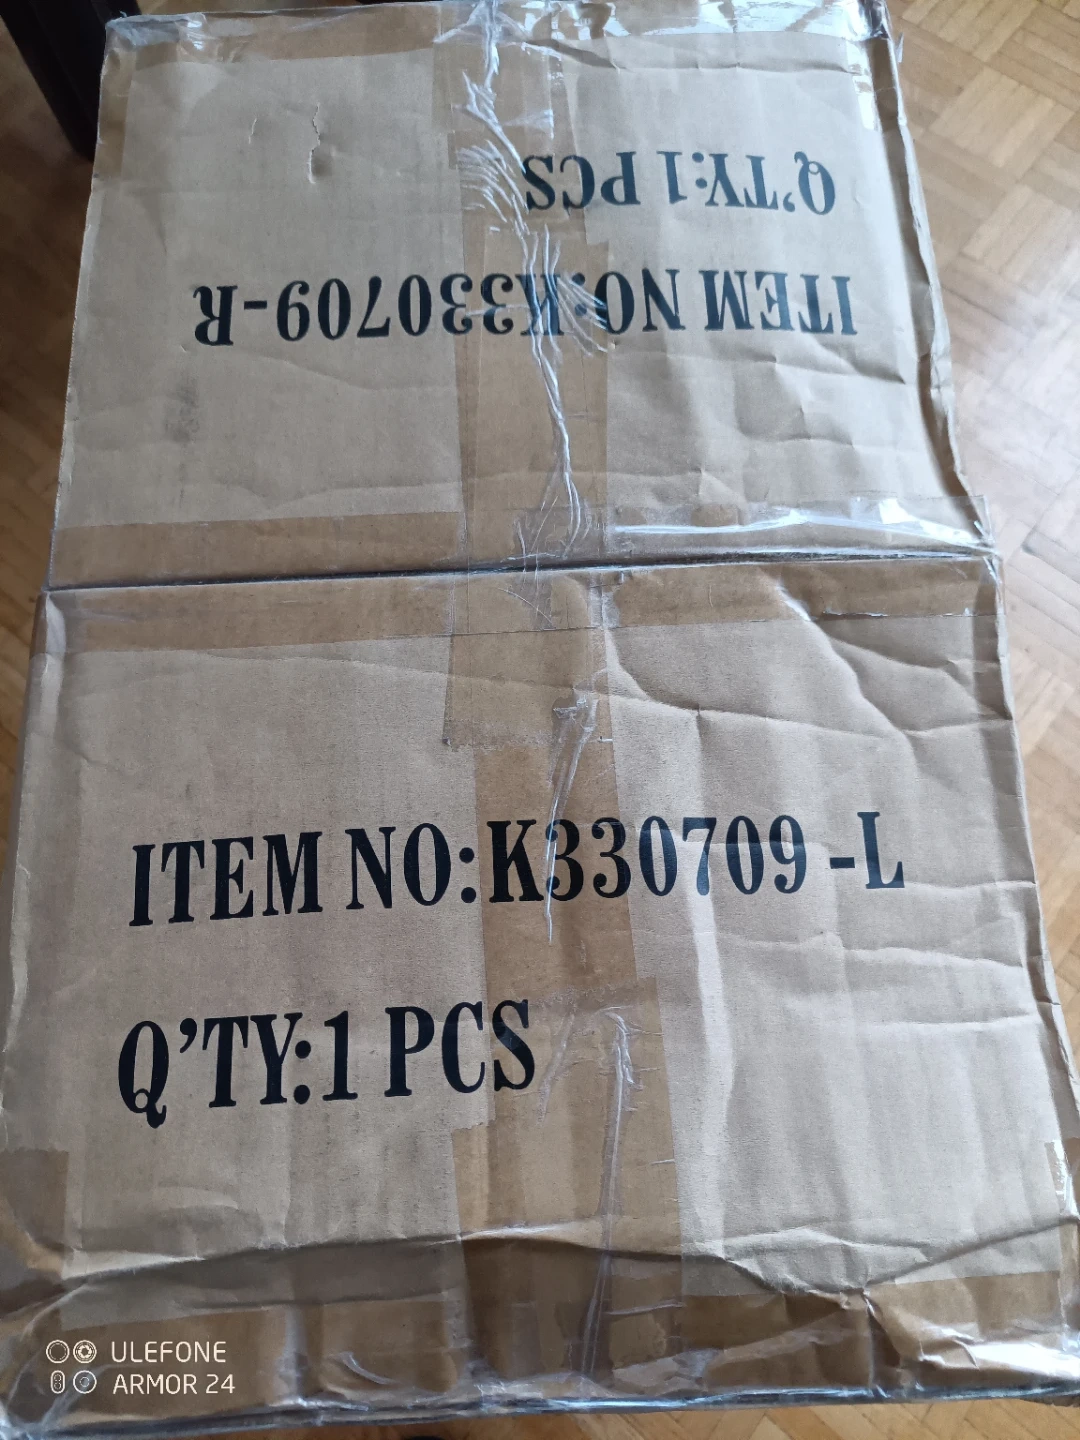 Q'TY:1 PCS
ITEM NO:K330709-R
ITEM NO:K330709 -L
Q'TY:1 PCS
ULEFONE
ARMOR 24